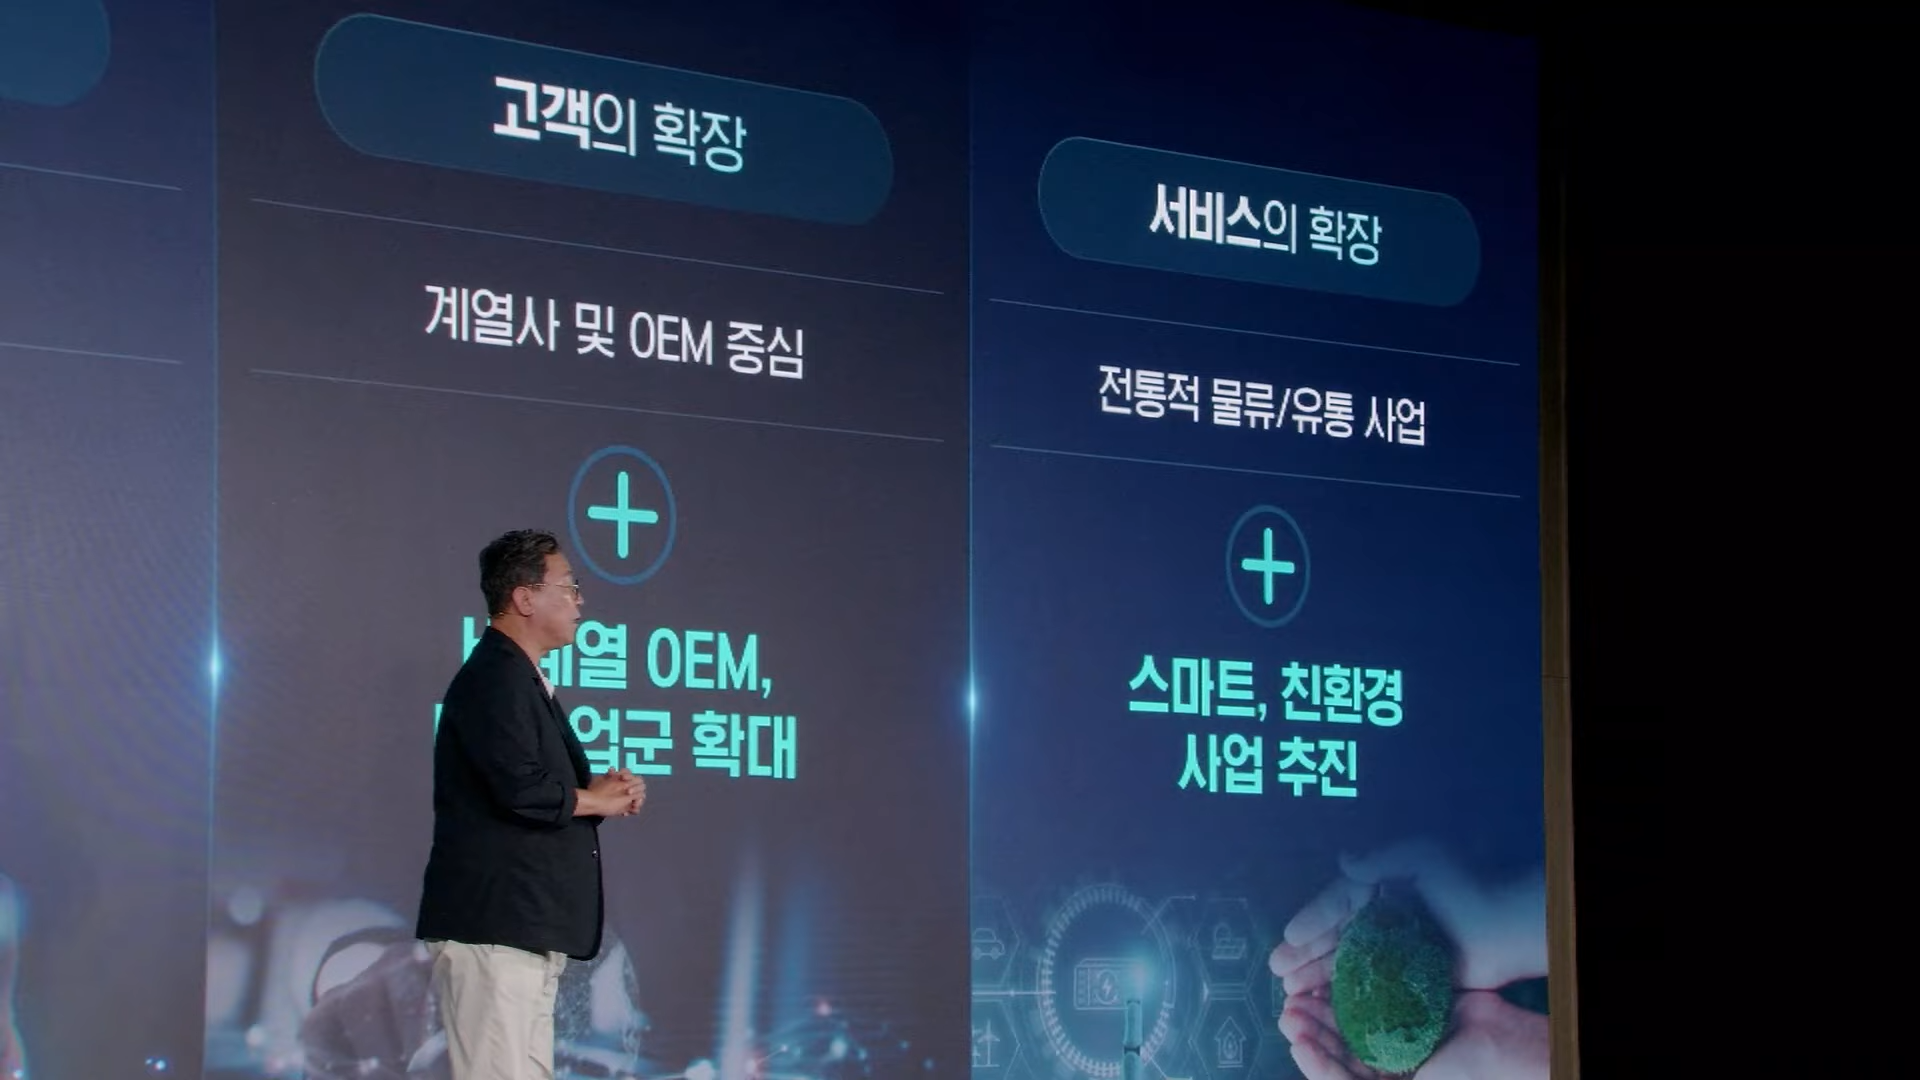 고객의 확장
계열사 및 OEM 중심
열 OEM,
업군 확대
서비스의 확장
전통적 물류/유통 사업
스마트, 친환경
사업 추진